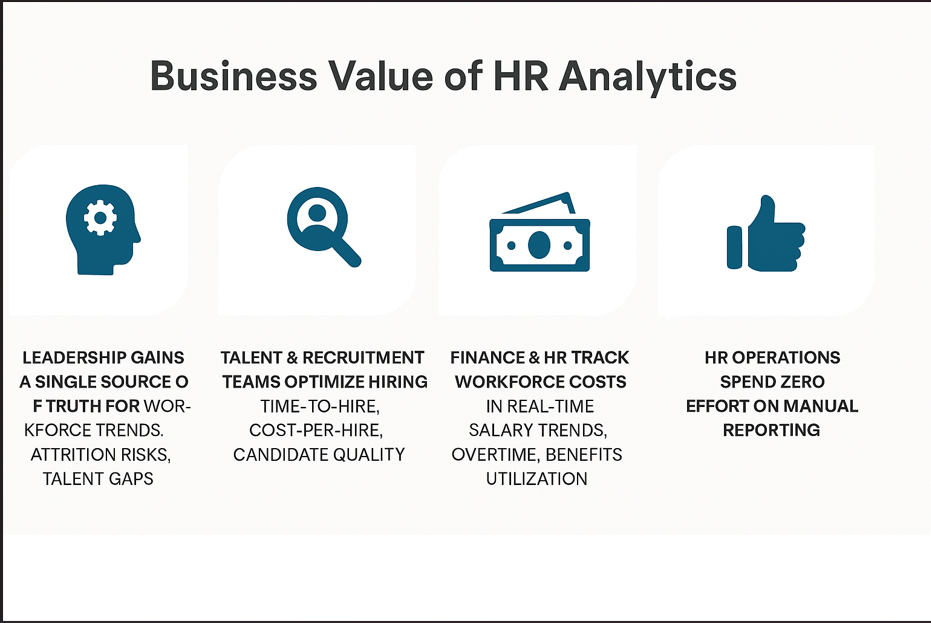 Business Value of HR Analytics
LEADERSHIP GAINS
A SINGLE SOURCE O
F TRUTH FOR WOR-
KFORCE TRENDS.
ATTRITION RISKS,
TALENT GAPS
TALENT & RECRUITMENT
TEAMS OPTIMIZE HIRING
TIME-TO-HIRE,
COST-PER-HIRE,
CANDIDATE QUALITY
FINANCE & HR TRACK
WORKFORCE COSTS
IN REAL-TIME
SALARY TRENDS,
OVERTIME, BENEFITS
UTILIZATION
HR OPERATIONS
SPEND ZERO
EFFORT ON MANUAL
REPORTING